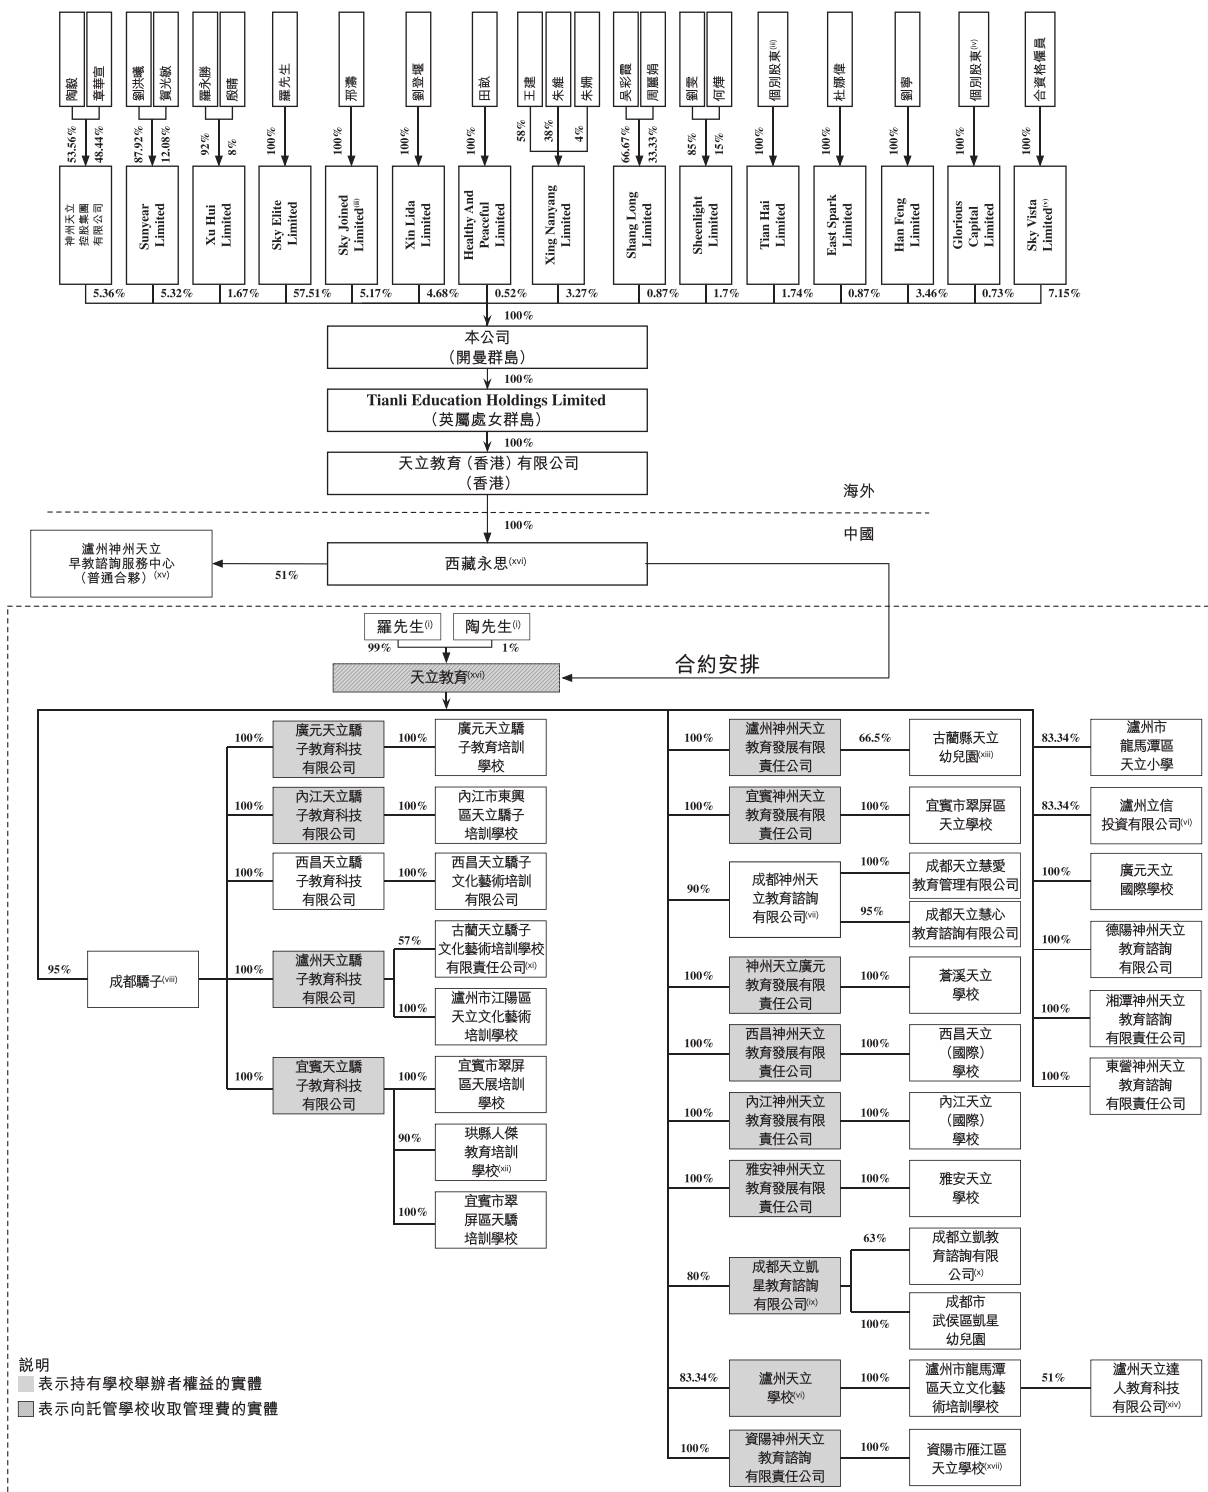 陶毅
章華宣
劉洪曦
賀光敏
羅永勝
殷睛
羅先生
邢濤
劉登堰
田畝
王建
朱維
朱姍
吳彩霞
周麗娟
劉雯
何燁
個別股東(iii)
杜娜偉
劉寧
個別股東(iv)
合資格僱員
53.56%
48.44%
87.92%
12.08%
92%
8%
100%
100%
100%
100%
58%
38%
4%
66.67%
33.33%
85%
15%
100%
100%
100%
100%
100%
神州天立
控股集團
有限公司
Sunyear
Limited
Xu Hui
Limited
Sky Elite
Limited
Sky Joined
Limited(ii)
Xin Lida
Limited
Healthy And
Peaceful
Limited
Xing Nanyang
Limited
Shang Long
Limited
Sheenlight
Limited
Tian Hai
Limited
East Spark
Limited
Han Feng
Limited
Glorious
Capital
Limited
Sky Vista
Limited(v)
5.36%
5.32%
1.67%
57.51%
5.17%
4.68%
0.52%
3.27%
0.87%
1.7%
1.74%
0.87%
3.46%
0.73%
7.15%
100%
本公司
(開曼群島)
100%
Tianli Education Holdings Limited
(英屬處女群島)
100%
天立教育(香港)有限公司
(香港)
海外
100%
中國
瀘州神州天立
早教諮詢服務中心
(普通合夥)(xv)
51%
西藏永思(xvi)
羅先生(i)
陶先生(i)
99%
1%
天立教育(xvi)
合約安排
95%
成都驕子(viii)
100%
廣元天立驕
子教育科技
有限公司
100%
廣元天立驕
子教育培訓
學校
100%
內江天立驕
子教育科技
有限公司
100%
內江市東興
區天立驕子
培訓學校
100%
西昌天立驕
子教育科技
有限公司
100%
西昌天立驕子
文化藝術培訓
有限公司
100%
瀘州天立驕
子教育科技
有限公司
57%
古藺天立驕子
文化藝術培訓學校
有限責任公司(xi)
100%
瀘州市江陽區
天立文化藝術
培訓學校
100%
宜賓天立驕
子教育科技
有限公司
100%
宜賓市翠屏
區天展培訓
學校
90%
珙縣人傑
教育培訓
學校(xii)
100%
宜賓市翠
屏區天驕
培訓學校
100%
瀘州神州天立
教育發展有限
責任公司
66.5%
古藺縣天立
幼兒園(xiii)
100%
宜賓神州天立
教育發展有限
責任公司
100%
宜賓市翠屏區
天立學校
90%
成都神州天
立教育諮詢
有限公司(vii)
100%
成都天立慧愛
教育管理有限公司
95%
成都天立慧心
教育諮詢有限公司
100%
神州天立廣元
教育發展有限
責任公司
100%
蒼溪天立
學校
100%
西昌神州天立
教育發展有限
責任公司
100%
西昌天立
(國際)
學校
100%
內江神州天立
教育發展有限
責任公司
100%
內江天立
(國際)
學校
100%
雅安神州天立
教育發展有限
責任公司
100%
雅安天立
學校
80%
成都天立凱
星教育諮詢
有限公司(ix)
63%
成都立凱教
育諮詢有限
公司(x)
100%
成都市
武侯區凱星
幼兒園
83.34%
瀘州天立
學校(vi)
100%
瀘州市龍馬潭
區天立文化藝
術培訓學校
51%
瀘州天立達
人教育科技
有限公司(xiv)
100%
資陽神州天立
教育諮詢
有限責任公司
100%
資陽市雁江區
天立學校(xvii)
83.34%
瀘州市
龍馬潭區
天立小學
83.34%
瀘州立信
投資有限公司(vi)
100%
廣元天立
國際學校
100%
德陽神州天立
教育諮詢
有限公司
100%
湘潭神州天立
教育諮詢
有限責任公司
100%
東營神州天立
教育諮詢
有限責任公司
説明
表示持有學校舉辦者權益的實體
表示向託管學校收取管理費的實體